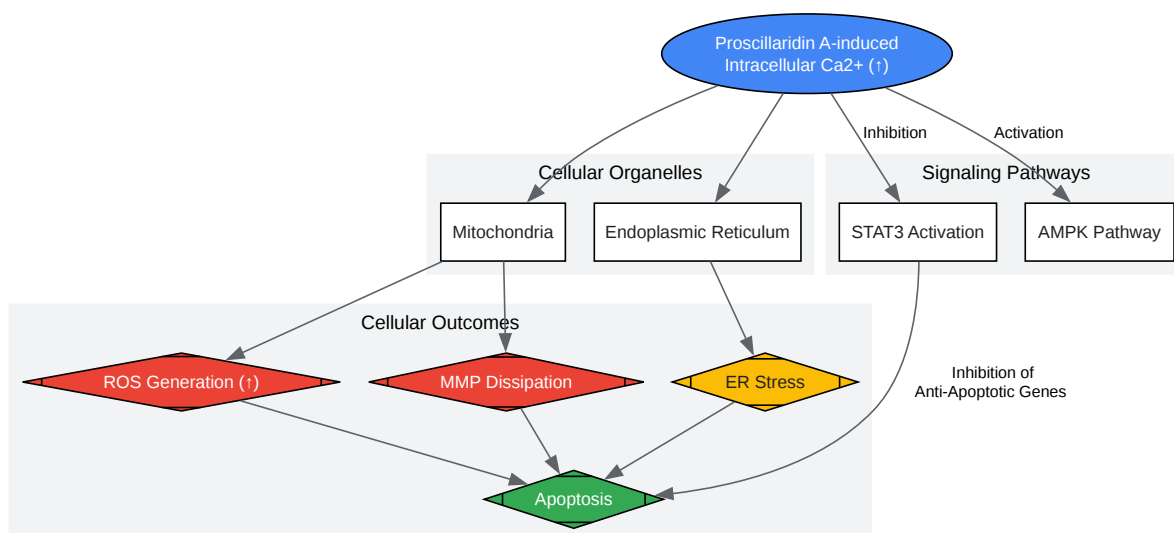 Proscillaridin A-induced
Intracellular Ca2+ (↑)
Inhibition
Activation
Cellular Organelles
Signaling Pathways
Mitochondria
Endoplasmic Reticulum
STAT3 Activation
AMPK Pathway
Cellular Outcomes
ROS Generation (↑)
MMP Dissipation
ER Stress
Inhibition of
Anti-Apoptotic Genes
Apoptosis